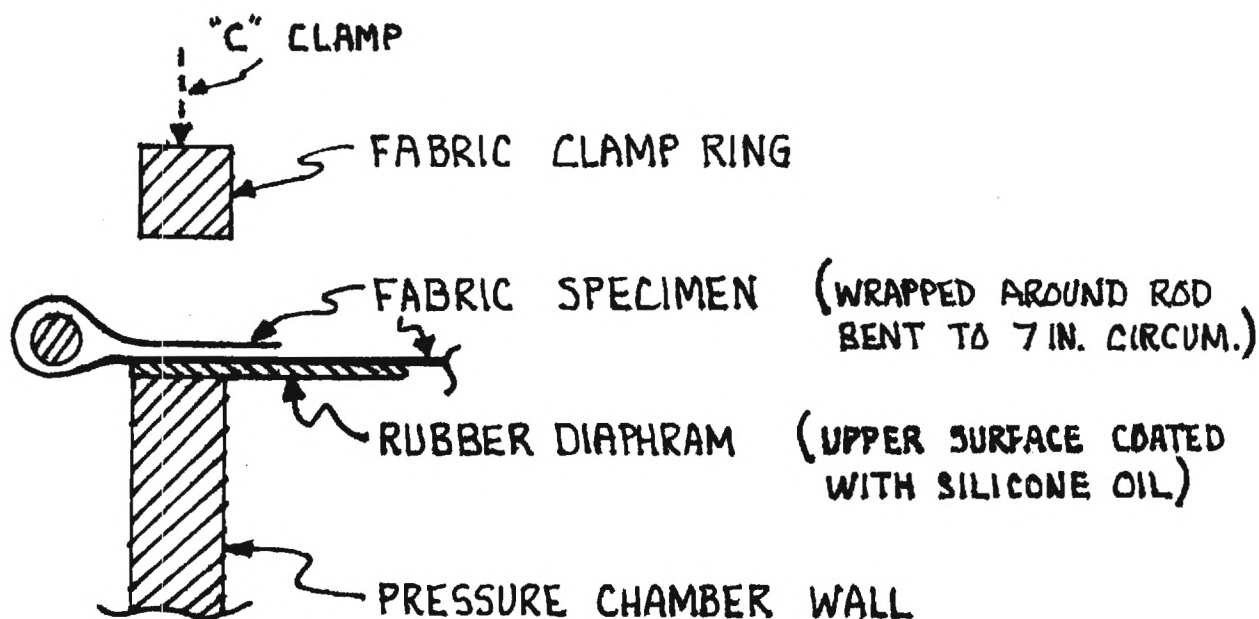 "C" CLAMP
FABRIC CLAMP RING
FABRIC SPECIMEN (WRAPPED AROUND ROD
BENT TO 7 IN. CIRCUM.)
RUBBER DIAPHRAM (UPPER SURFACE COATED
WITH SILICONE OIL)
PRESSURE CHAMBER WALL